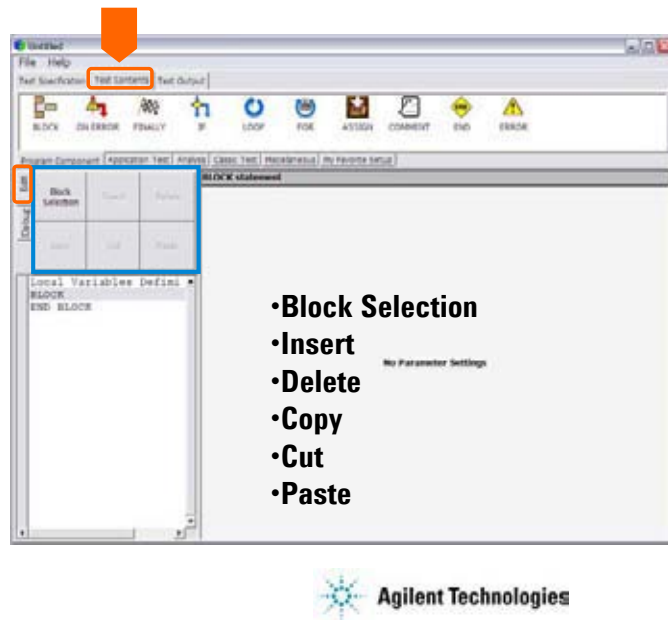 Untitled
File Help
Test Specification Test Contents Test Output
BLOCK ON ERROR FINALLY IF LOOP FOR ASSIGN COMMENT END ERROR
Program Component Application Test Analysis Classic Test Miscellaneous My Favorite Setup
Edit
Debug
Block Selection Insert Delete
Copy Cut Paste
BLOCK statement
Local Variables Defini
BLOCK
END BLOCK
No Parameter Settings
•Block Selection
•Insert
•Delete
•Copy
•Cut
•Paste
Agilent Technologies